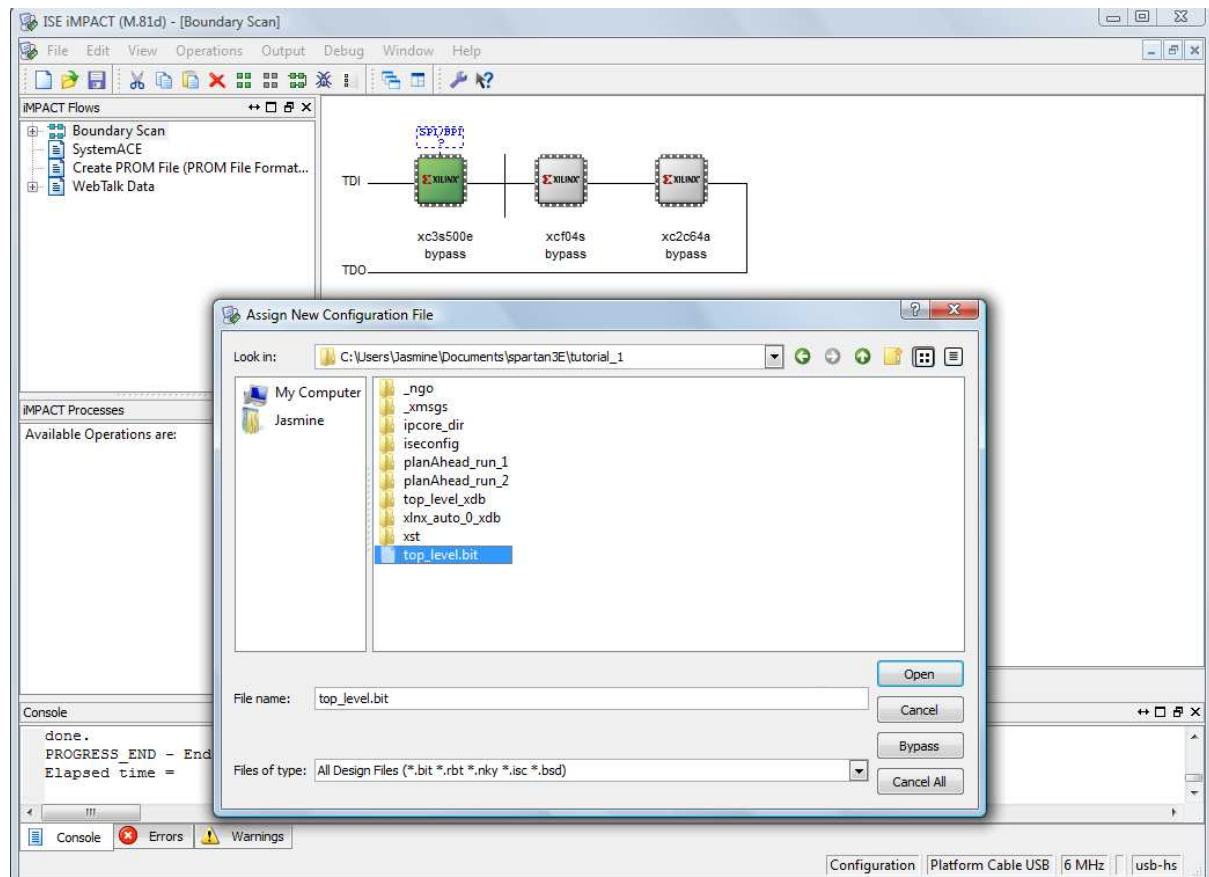 ISE iMPACT (M.81d) - [Boundary Scan]
File Edit View Operations Output Debug Window Help
iMPACT Flows
Boundary Scan
SystemACE
Create PROM File (PROM File Format...
WebTalk Data
SPI/BPI
?
TDI
XILINX XILINX XILINX
xc3s500e xcf04s xc2c64a
bypass bypass bypass
TDO
Assign New Configuration File
Look in: C:\Users\Jasmine\Documents\spartan3E\tutorial_1
My Computer
Jasmine
_ngo
_xmsgs
ipcore_dir
iseconfig
planAhead_run_1
planAhead_run_2
top_level_xdb
xlnx_auto_0_xdb
xst
top_level.bit
iMPACT Processes
Available Operations are:
Open
File name: top_level.bit
Cancel
Bypass
Files of type: All Design Files (*.bit *.rbt *.nky *.isc *.bsd)
Cancel All
Console
done.
PROGRESS_END - End
Elapsed time =
Console Errors Warnings
Configuration Platform Cable USB 6 MHz usb-hs